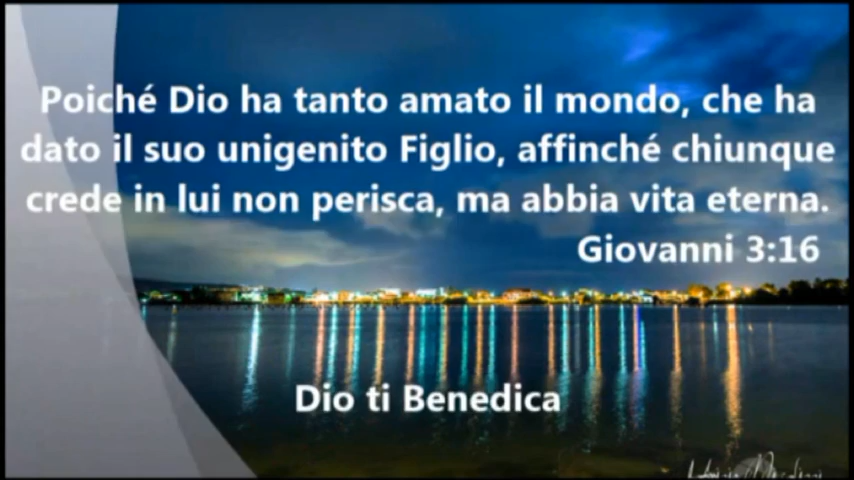 Poiché Dio ha tanto amato il mondo, che ha
dato il suo unigenito Figlio, affinché chiunque
crede in lui non perisca, ma abbia vita eterna.
Giovanni 3:16
Dio ti Benedica